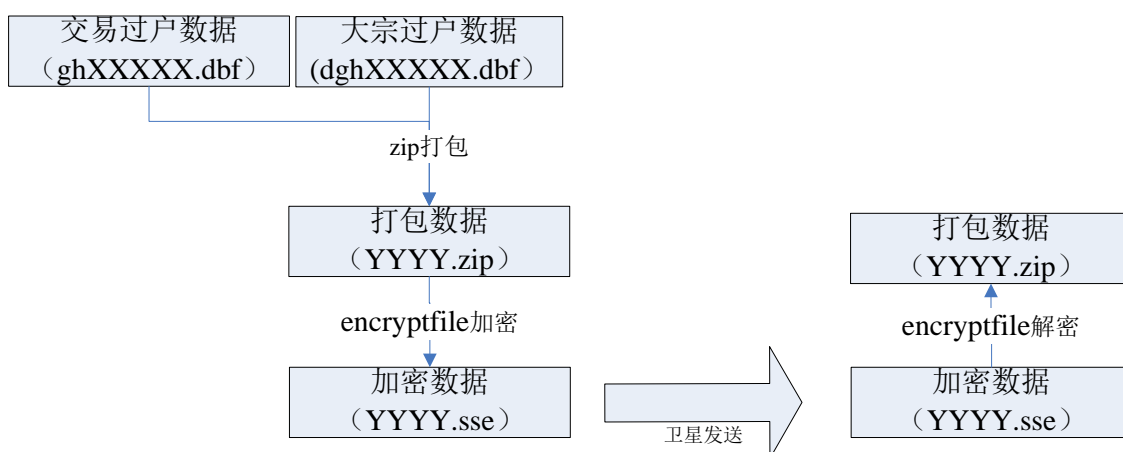 交易过户数据
（ghXXXXX.dbf）
大宗过户数据
(dghXXXXX.dbf）
zip打包
打包数据
（YYYY.zip）
encryptfile加密
加密数据
（YYYY.sse）
卫星发送
打包数据
（YYYY.zip）
encryptfile解密
加密数据
（YYYY.sse）